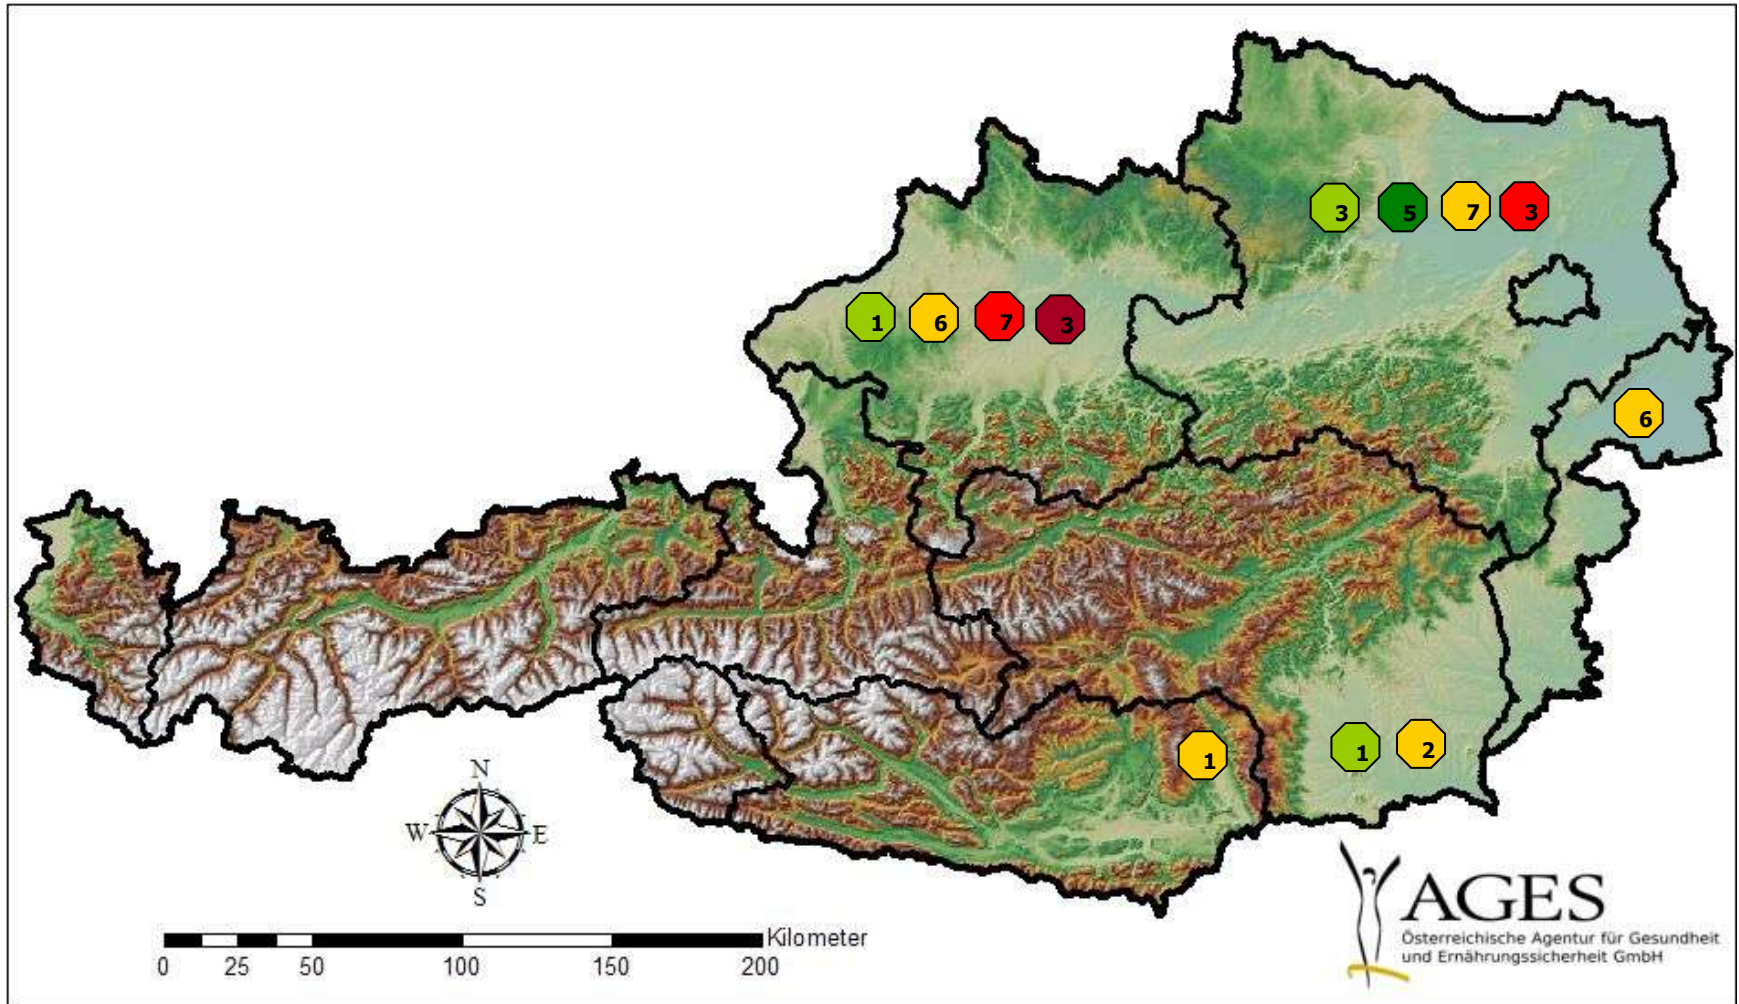 3 5 7 3
1 6 7 3
6
1 2
1
N
W E
S
Kilometer
0 25 50 100 150 200
AGES
Österreichische Agentur für Gesundheit
und Ernährungssicherheit GmbH